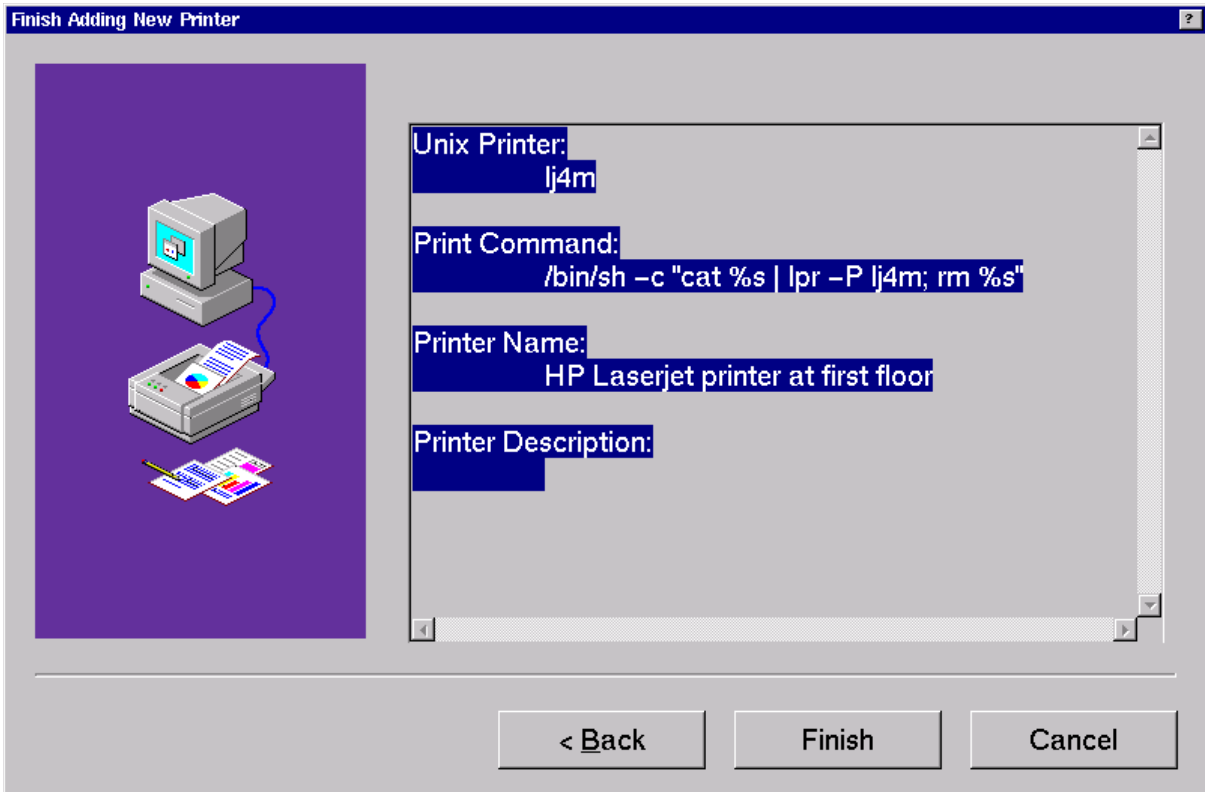 Finish Adding New Printer
?
Unix Printer:
lj4m
Print Command:
/bin/sh –c "cat %s | lpr –P lj4m; rm %s"
Printer Name:
HP Laserjet printer at first floor
Printer Description:
< Back
Finish
Cancel